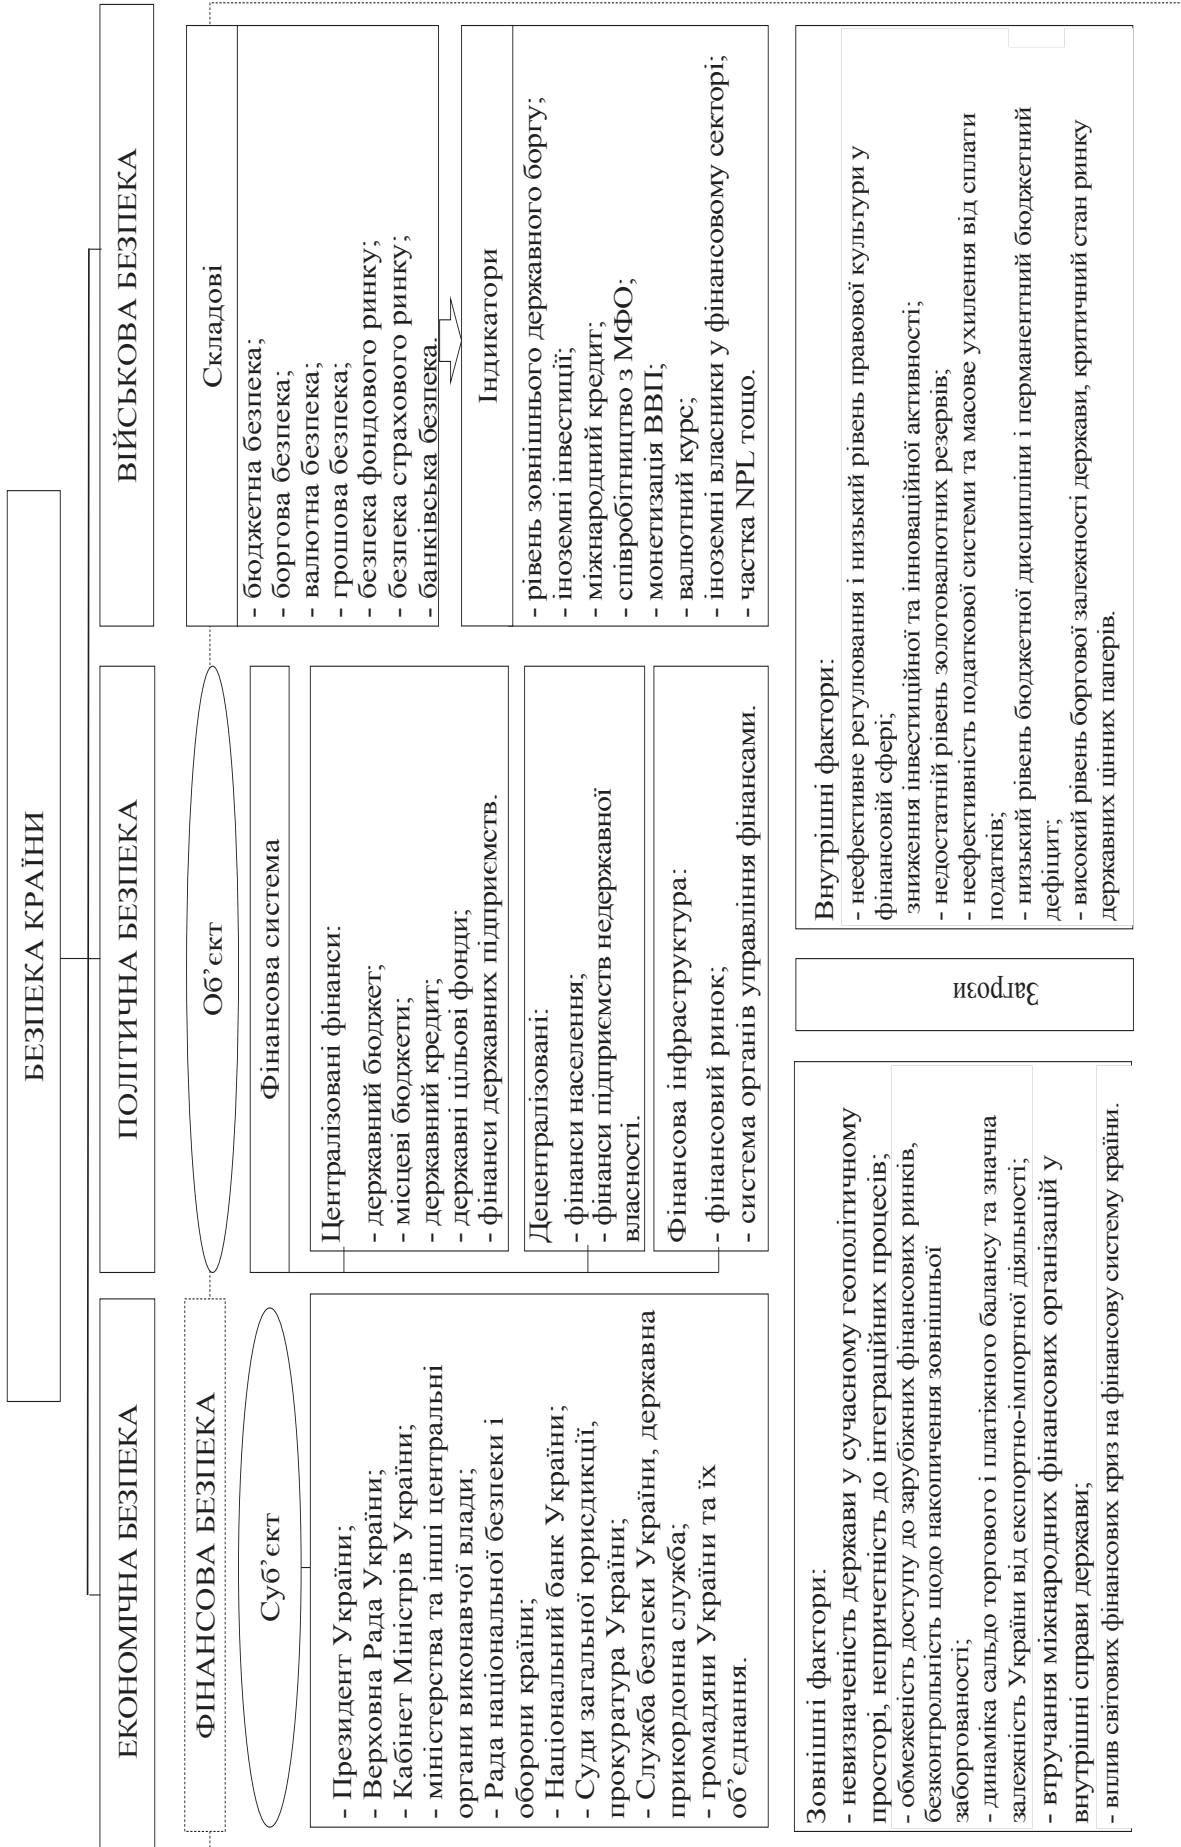 БЕЗПЕКА КРАЇНИ
ЕКОНОМІЧНА БЕЗПЕКА
ПОЛІТИЧНА БЕЗПЕКА
ВІЙСЬКОВА БЕЗПЕКА
ФІНАНСОВА БЕЗПЕКА
Суб’єкт
- Президент України;
- Верховна Рада України;
- Кабінет Міністрів України;
- міністерства та інші центральні
органи виконавчої влади;
- Рада національної безпеки і
оборони країни;
- Національний банк України;
- Суди загальної юрисдикції,
прокуратура України;
- Служба безпеки України, державна
прикордонна служба;
- громадяни України та їх
об’єднання.
Об’єкт
Фінансова система
Централізовані фінанси:
- державний бюджет;
- місцеві бюджети;
- державний кредит;
- державні цільові фонди;
- фінанси державних підприємств.
Децентралізовані:
- фінанси населення;
- фінанси підприємств недержавної
власності.
Фінансова інфраструктура:
- фінансовий ринок;
- система органів управління фінансами.
Складові
- бюджетна безпека;
- боргова безпека;
- валютна безпека;
- грошова безпека;
- безпека фондового ринку;
- безпека страхового ринку;
- банківська безпека.
Індикатори
- рівень зовнішнього державного боргу;
- іноземні інвестиції;
- міжнародний кредит;
- співробітництво з МФО;
- монетизація ВВП;
- валютний курс;
- іноземні власники у фінансовому секторі;
- частка NPL тощо.
Зовнішні фактори:
- невизначеність держави у сучасному геополітичному
просторі, непричетність до інтеграційних процесів;
- обмеженість доступу до зарубіжних фінансових ринків,
безконтрольність щодо накопичення зовнішньої
заборгованості;
- динаміка сальдо торгового і платіжного балансу та значна
залежність України від експортно-імпортної діяльності;
- втручання міжнародних фінансових організацій у
внутрішні справи держави;
- вплив світових фінансових криз на фінансову систему країни.
Загрози
Внутрішні фактори:
- неефективне регулювання і низький рівень правової культури у
фінансовій сфері;
зниження інвестиційної та інноваційної активності;
- недостатній рівень золотовалютних резервів;
- неефективність податкової системи та масове ухилення від сплати
податків;
- низький рівень бюджетної дисципліни і перманентний бюджетний
дефіцит;
- високий рівень боргової залежності держави, критичний стан ринку
державних цінних паперів.